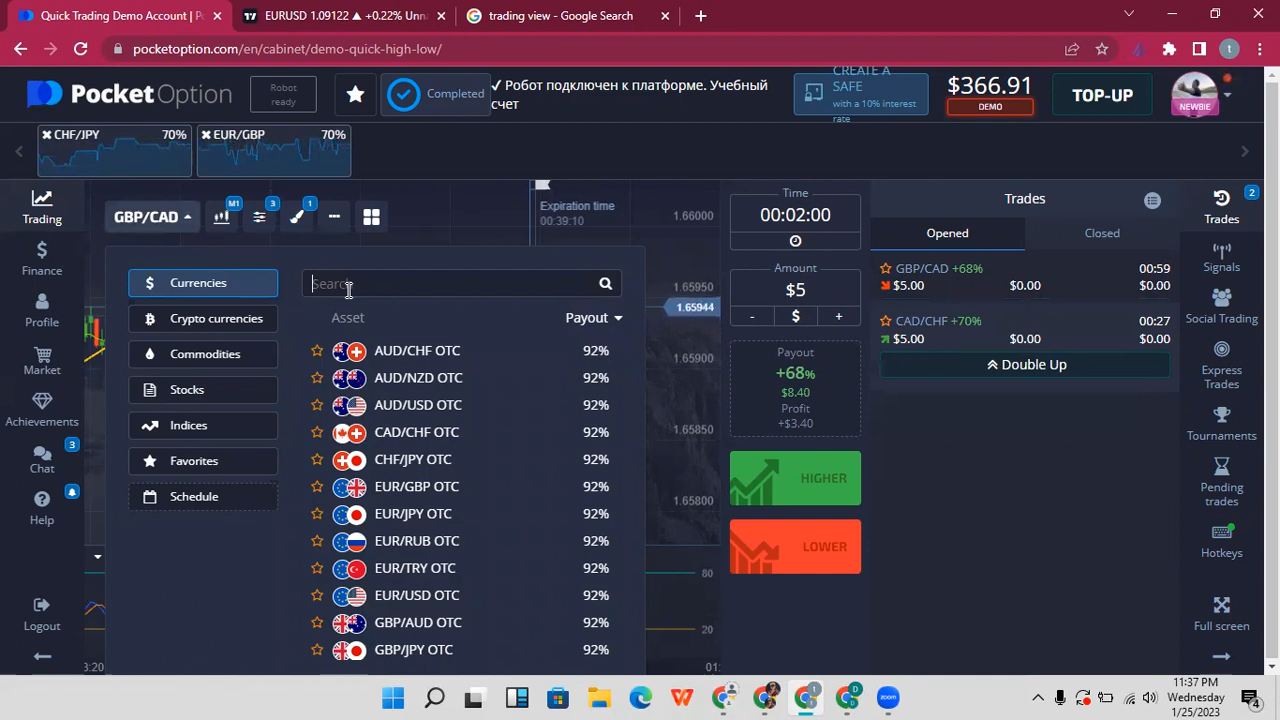 Quick Trading Demo Account | P
EURUSD 1.09122 ▲ +0.22% Unna
trading view - Google Search
pocketoption.com/en/cabinet/demo-quick-high-low/
t
PocketOption
Robot
ready
Completed
✓ Робот подключен к платформе. Учебный
счет
CREATE A
SAFE
with a 10% interest
rate
$366.91
DEMO
TOP-UP
NEWBIE
CHF/JPY 70%
EUR/GBP 70%
Trading
Finance
Profile
Market
Achievements
Chat
3
Help
Logout
GBP/CAD
M1
3
1
Expiration time
00:39:10
Currencies
Crypto currencies
Commodities
Stocks
Indices
Favorites
Schedule
Search
Asset Payout
AUD/CHF OTC 92%
AUD/NZD OTC 92%
AUD/USD OTC 92%
CAD/CHF OTC 92%
CHF/JPY OTC 92%
EUR/GBP OTC 92%
EUR/JPY OTC 92%
EUR/RUB OTC 92%
EUR/TRY OTC 92%
EUR/USD OTC 92%
GBP/AUD OTC 92%
GBP/JPY OTC 92%
1.66000
1.65950
1.65944
1.65900
1.65850
1.65800
80
20
Time
00:02:00
Amount
$5
- $ +
Payout
+68%
$8.40
Profit
+$3.40
HIGHER
LOWER
Trades
Opened Closed
GBP/CAD +68% 00:59
$5.00 $0.00 $0.00
CAD/CHF +70% 00:27
$5.00 $0.00 $0.00
Double Up
2
Trades
Signals
Social Trading
Express
Trades
Tournaments
Pending
trades
Hotkeys
Full screen
3:20
01:
11:37 PM
Wednesday
1/25/2023
4